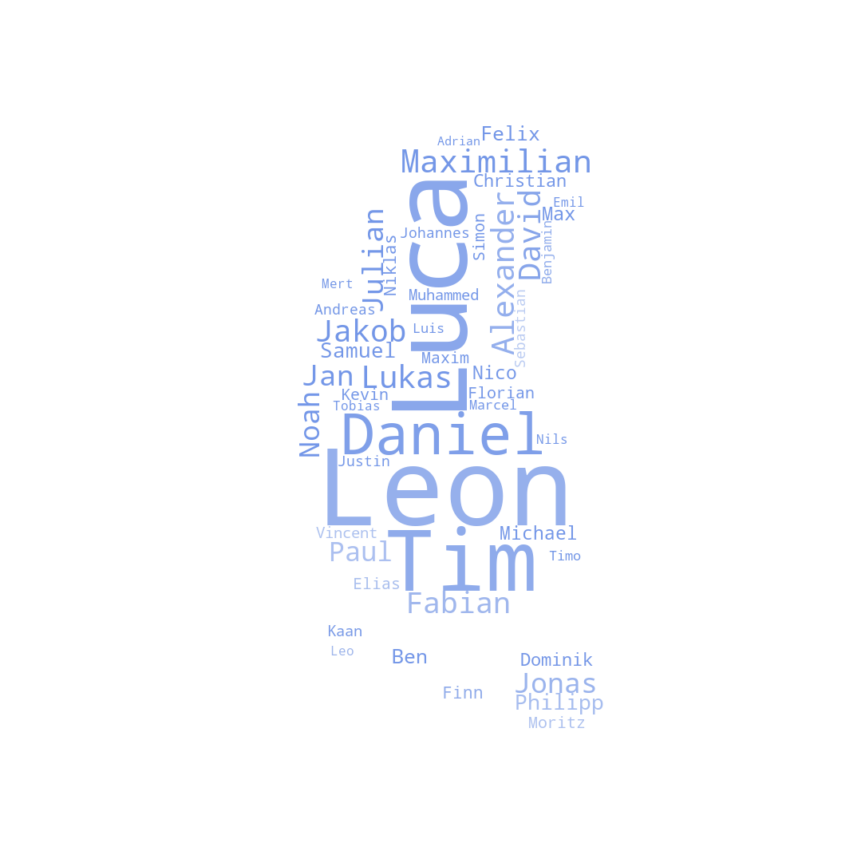 Felix
Adrian
Maximilian
Christian
Luca
Emil
Max
David
Alexander
Simon
Julian
Johannes
Niklas
Benjamin
Mert
Muhammed
Andreas
Sebastian
Jakob
Luis
Samuel
Maxim
Jan
Lukas
Nico
Kevin
Florian
Tobias
Marcel
Noah
Daniel
Nils
Justin
Leon
Vincent
Michael
Tim
Paul
Timo
Elias
Fabian
Kaan
Leo
Ben
Dominik
Jonas
Finn
Philipp
Moritz